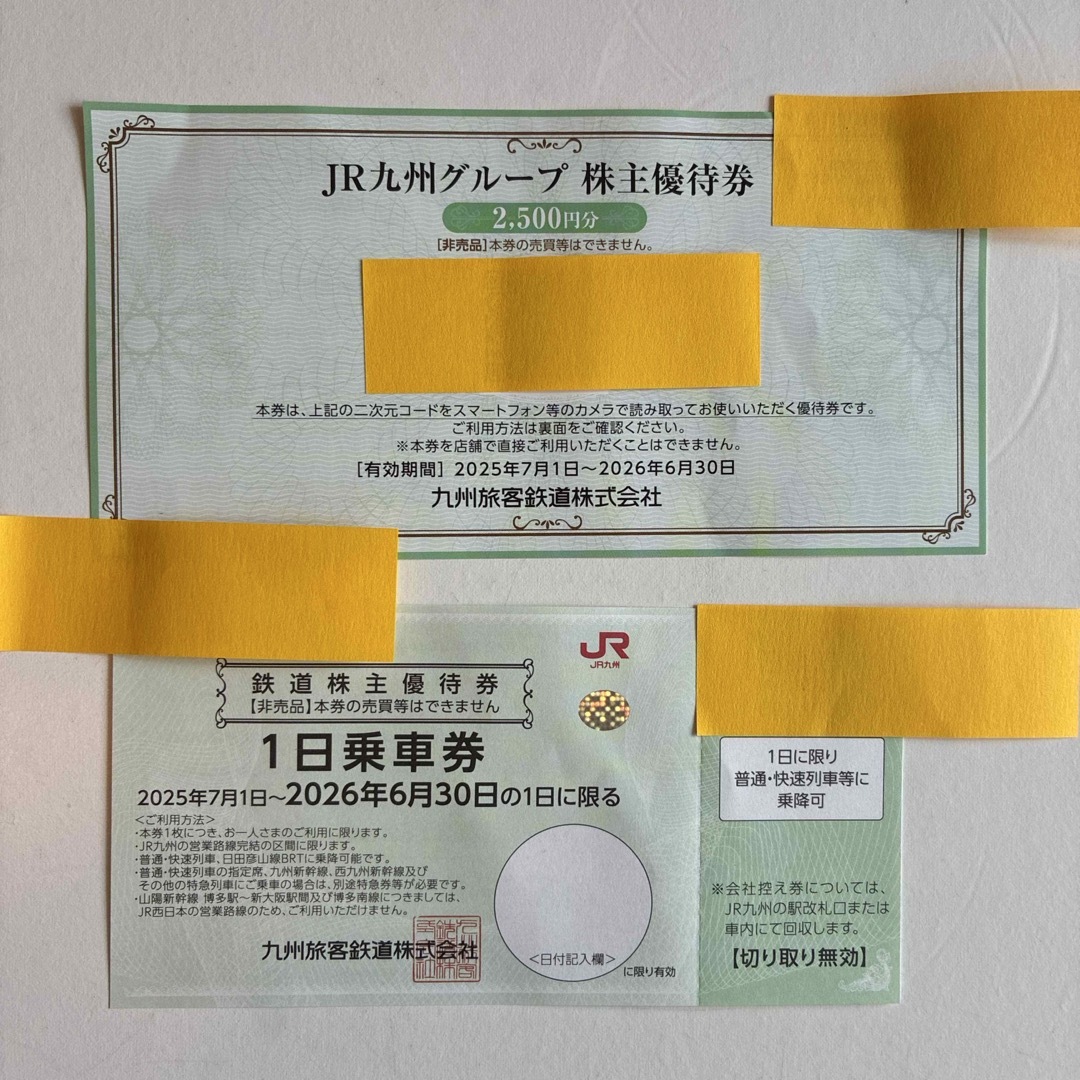 JR九州グループ 株主優待券
2,500円分
[非売品]本券の売買等はできません。
本券は、上記の二次元コードをスマートフォン等のカメラで読み取ってお使いいただく優待券です。
ご利用方法は裏面をご確認ください。
※本券を店舗で直接ご利用いただくことはできません。
[有効期間] 2025年7月1日～2026年6月30日
九州旅客鉄道株式会社
JR
JR九州
鉄道株主優待券
【非売品】本券の売買等はできません
1日乗車券
2025年7月1日～2026年6月30日の1日に限る
<ご利用方法>
・本券1枚につき、お一人さまのご利用に限ります。
・JR九州の営業路線完結の区間に限ります。
・普通・快速列車、日田彦山線BRTに乗降可能です。
・普通・快速列車の指定席、九州新幹線、西九州新幹線及び
その他の特急列車にご乗車の場合は、別途特急券等が必要です。
・山陽新幹線 博多駅～新大阪駅間及び博多南線につきましては、
JR西日本の営業路線のため、ご利用いただけません。
九州旅客鉄道株式会社
<日付記入欄>
に限り有効
1日に限り
普通・快速列車等に
乗降可
※会社控え券については、
JR九州の駅改札口または
車内にて回収します。
【切り取り無効】